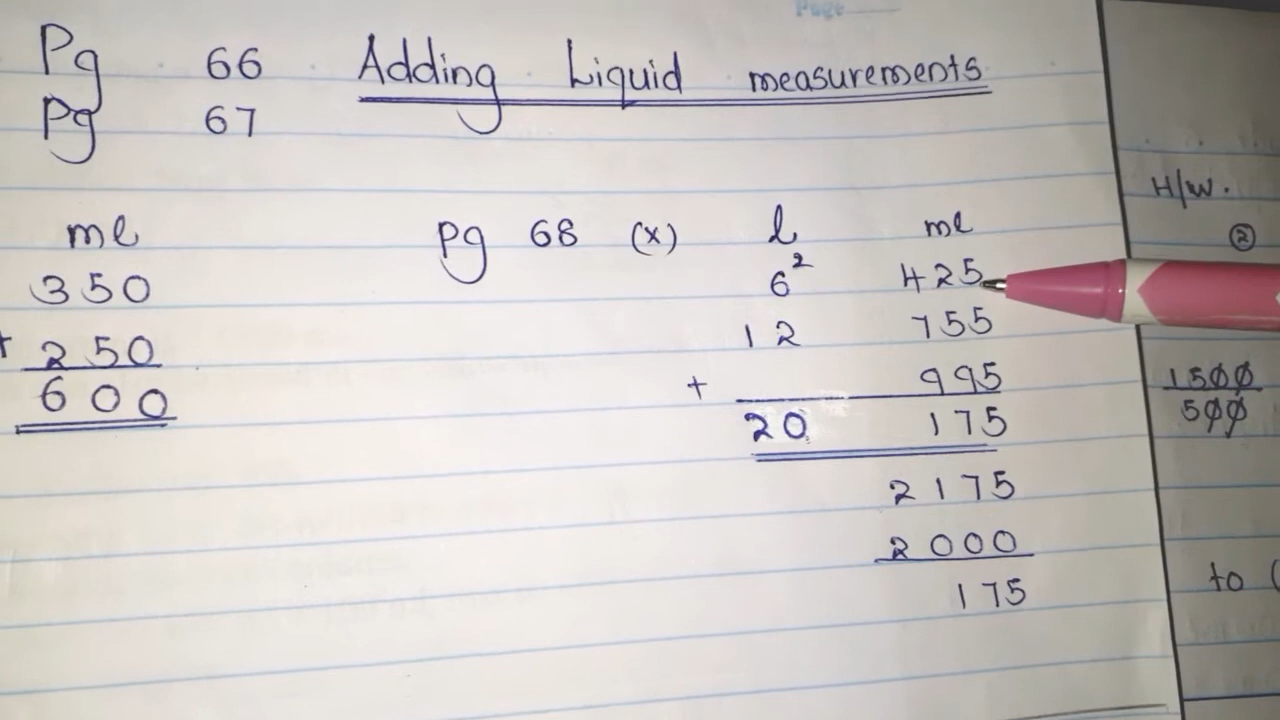 Page
Pg 66 Adding Liquid measurements
Pg 67
ml
350
+ 250
600
pg 68 (x) l ml
6² 425
12 755
+ 995
20 175
2175
2000
175
H/W.
②
1500
500
to (